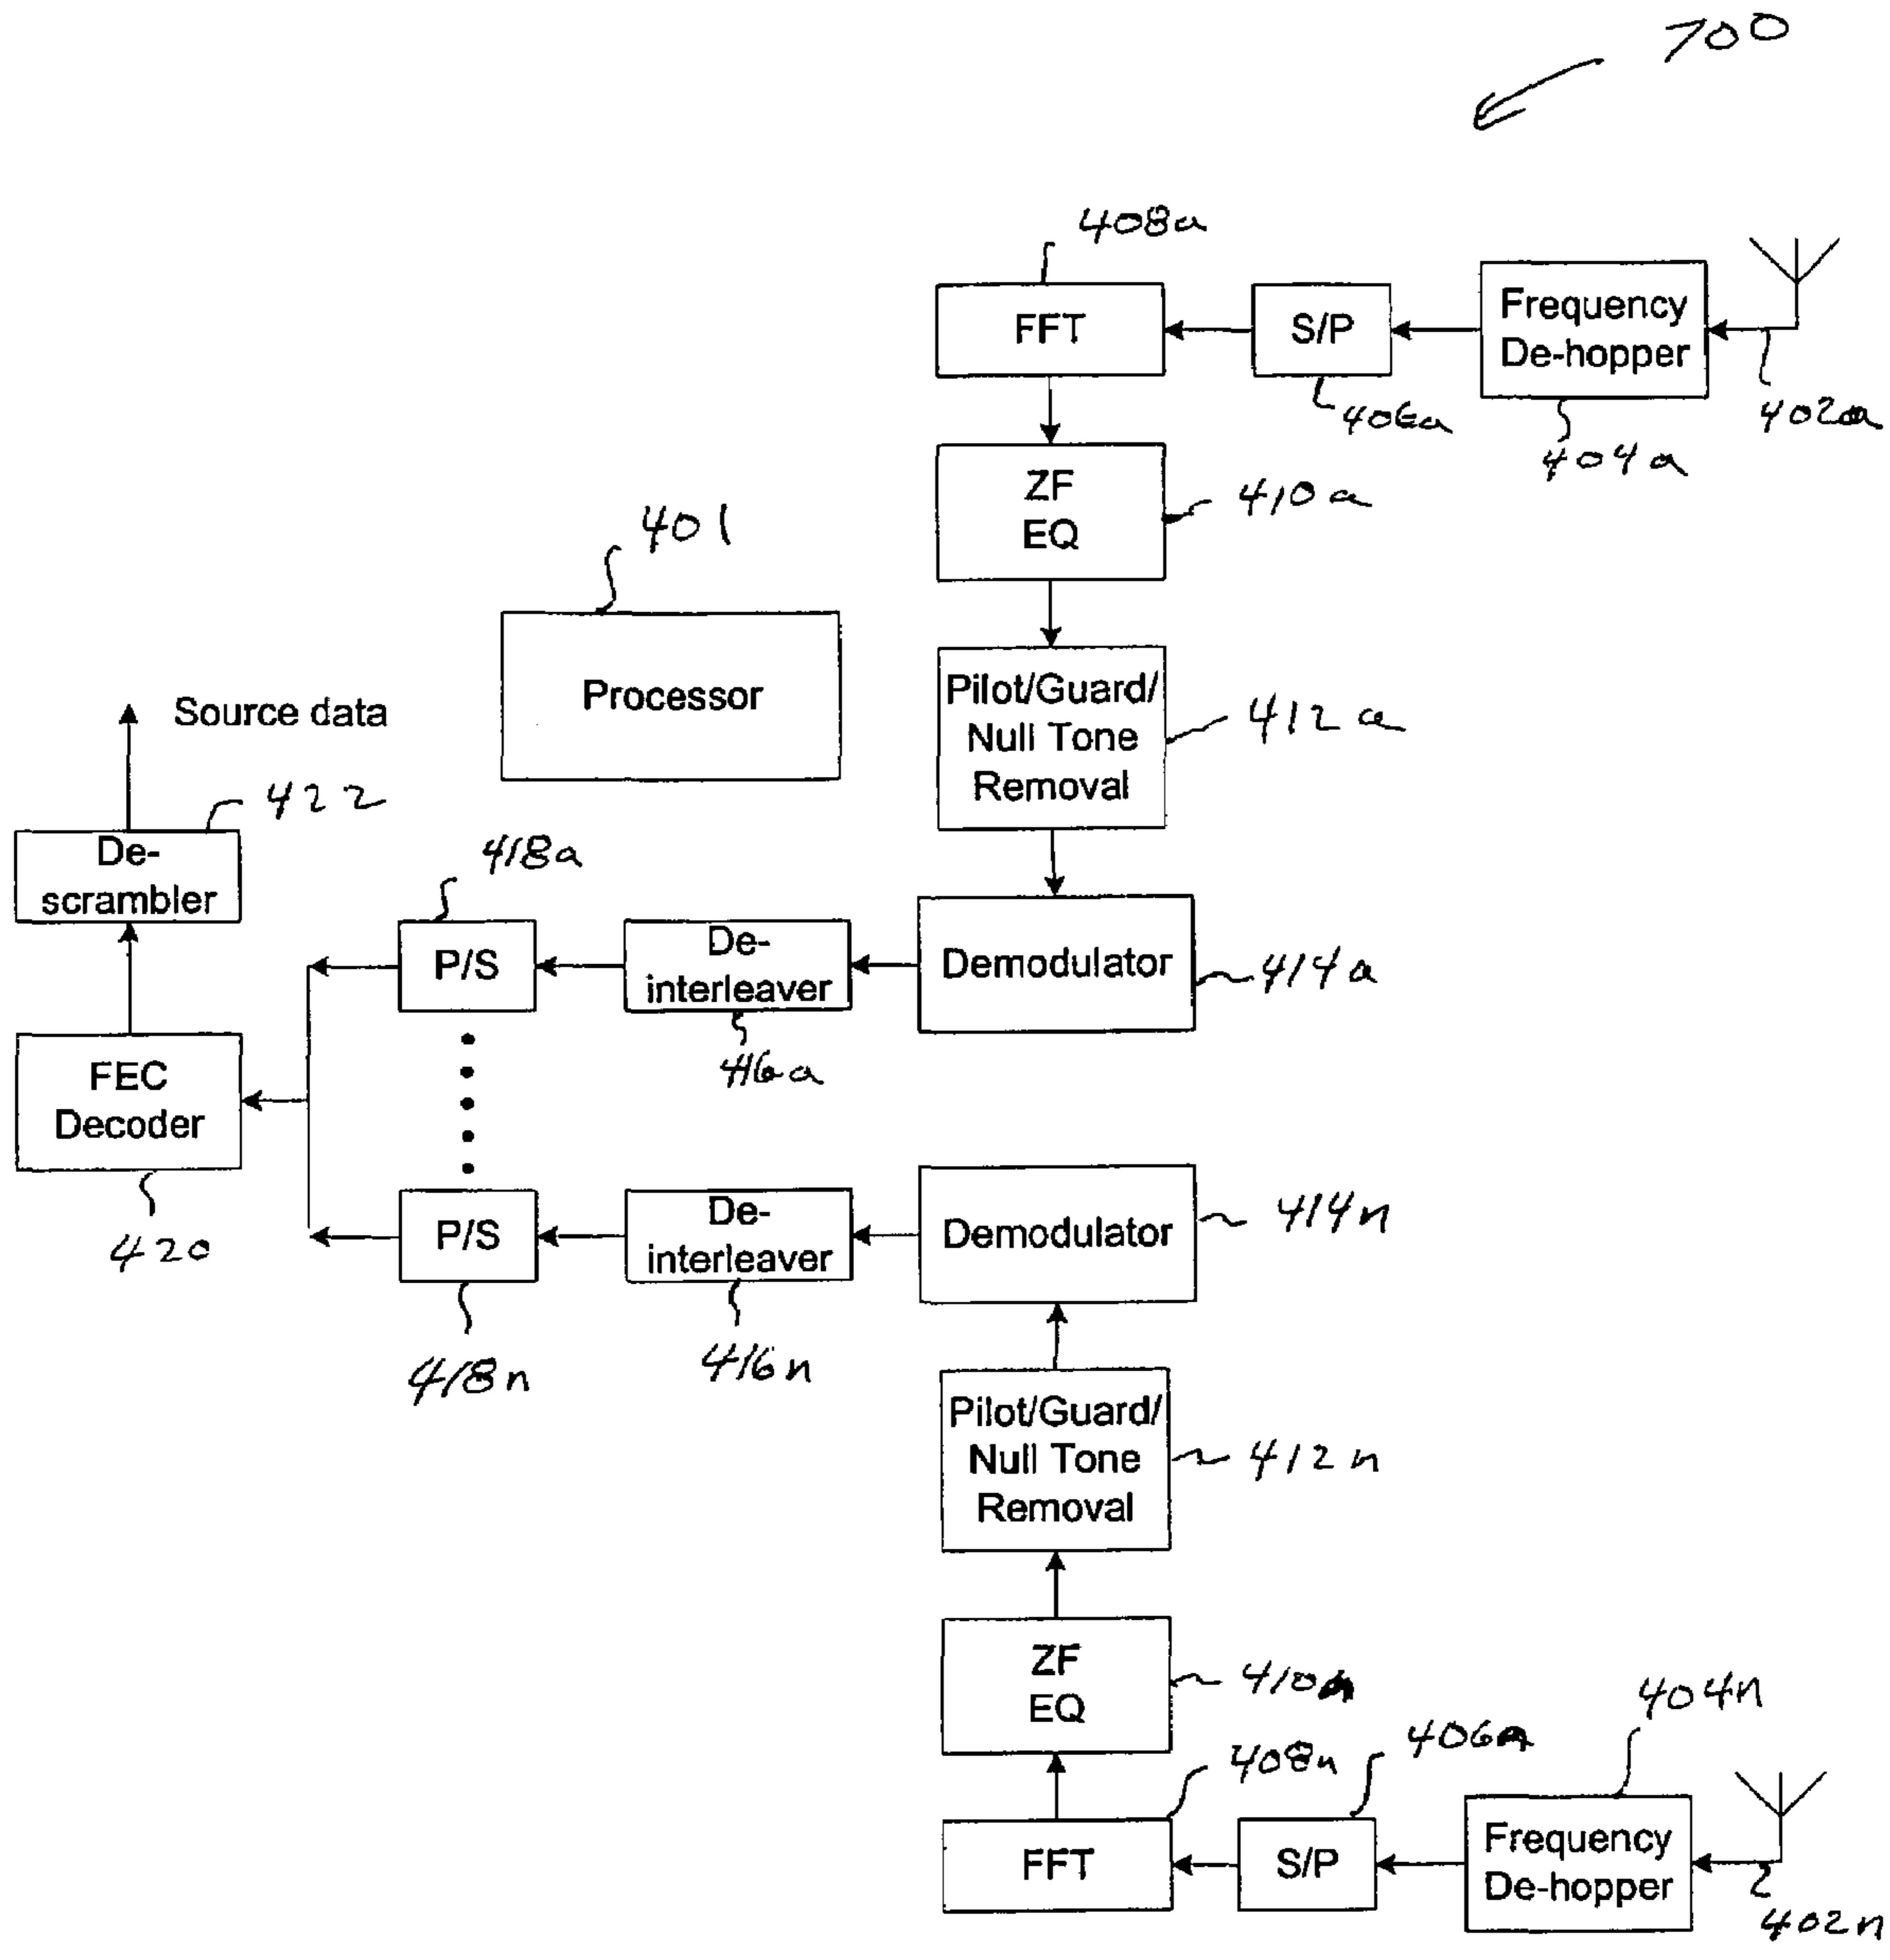 700
408a
FFT
S/P
Frequency
De-hopper
406a
402a
404a
ZF
EQ
410a
401
Processor
Pilot/Guard/
Null Tone
Removal
412a
Source data
422
De-
scrambler
418a
P/S
De-
interleaver
Demodulator
414a
416a
FEC
Decoder
420
P/S
De-
interleaver
Demodulator
414n
418n
416n
Pilot/Guard/
Null Tone
Removal
412n
ZF
EQ
410n
404n
406n
408n
FFT
S/P
Frequency
De-hopper
402n